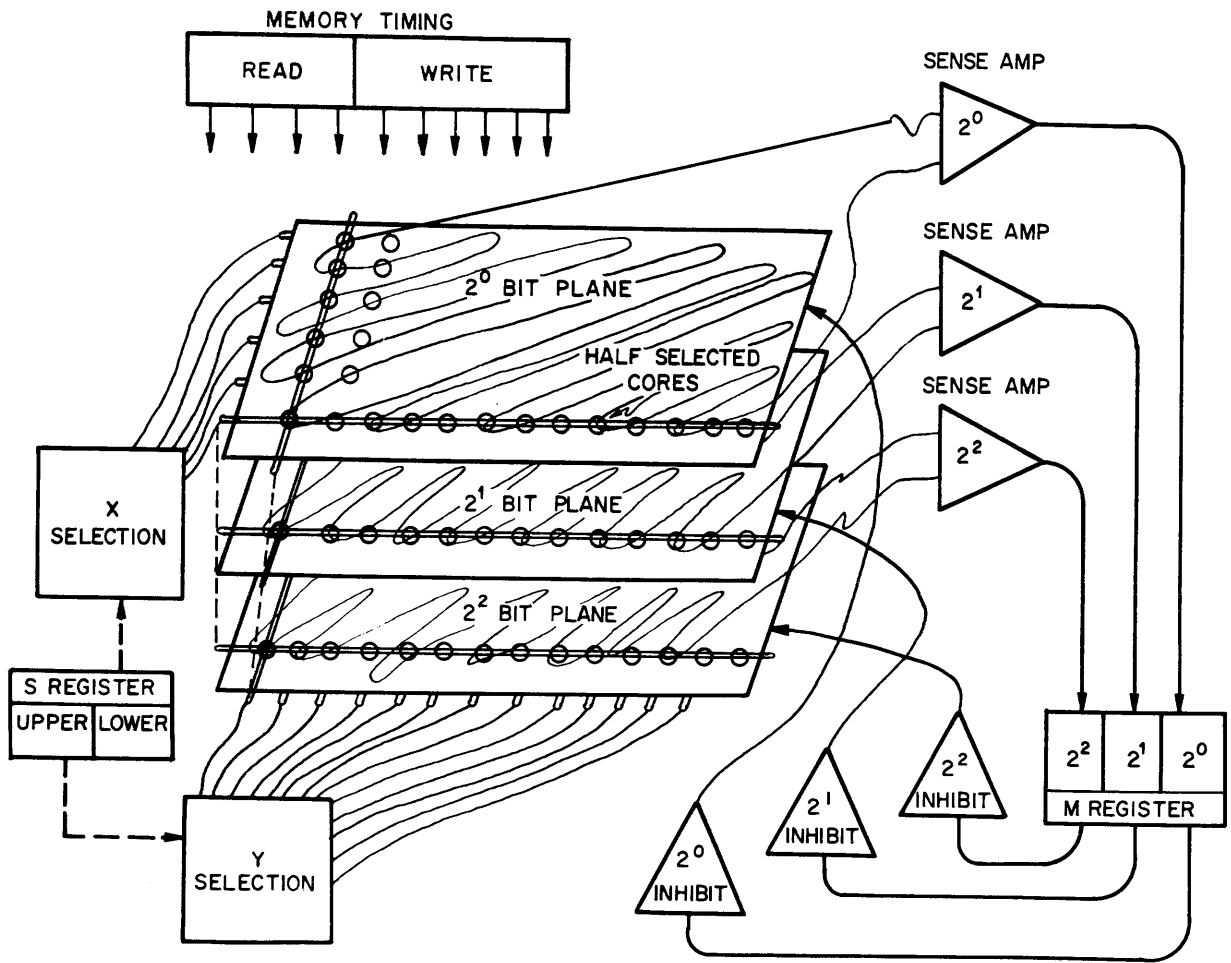 MEMORY TIMING
READ WRITE
SENSE AMP
2⁰
SENSE AMP
2¹
SENSE AMP
2²
2⁰ BIT PLANE
HALF SELECTED
CORES
2¹ BIT PLANE
2² BIT PLANE
X
SELECTION
S REGISTER
UPPER LOWER
Y
SELECTION
2⁰
INHIBIT
2¹
INHIBIT
2²
INHIBIT
2² 2¹ 2⁰
M REGISTER